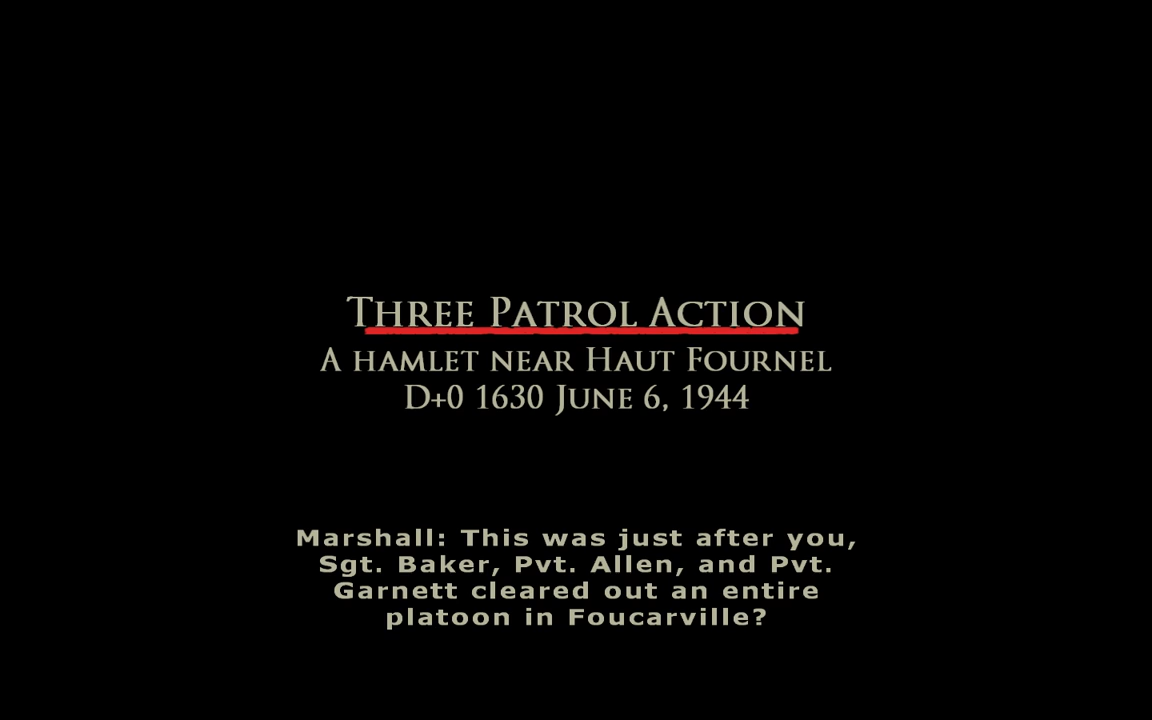 Three Patrol Action
A hamlet near Haut Fournel
D+0 1630 June 6, 1944
Marshall: This was just after you,
Sgt. Baker, Pvt. Allen, and Pvt.
Garnett cleared out an entire
platoon in Foucarville?